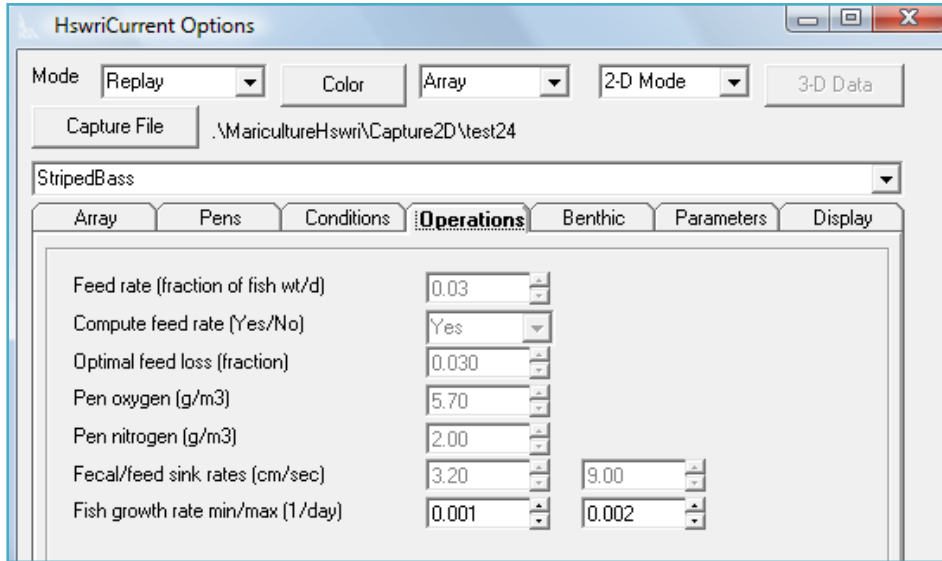 HswriCurrent Options
Mode Replay Color Array 2-D Mode 3-D Data
Capture File .\MaricultureHswri\Capture2D\test24
StripedBass
Array Pens Conditions Operations Benthic Parameters Display
Feed rate (fraction of fish wt/d) 0.03
Compute feed rate (Yes/No) Yes
Optimal feed loss (fraction) 0.030
Pen oxygen (g/m3) 5.70
Pen nitrogen (g/m3) 2.00
Fecal/feed sink rates (cm/sec) 3.20 9.00
Fish growth rate min/max (1/day) 0.001 0.002